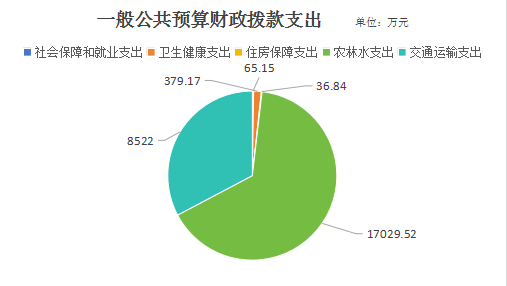 一般公共预算财政拨款支出 单位：万元
社会保障和就业支出 卫生健康支出 住房保障支出 农林水支出 交通运输支出
65.15
379.17
36.84
8522
17029.52